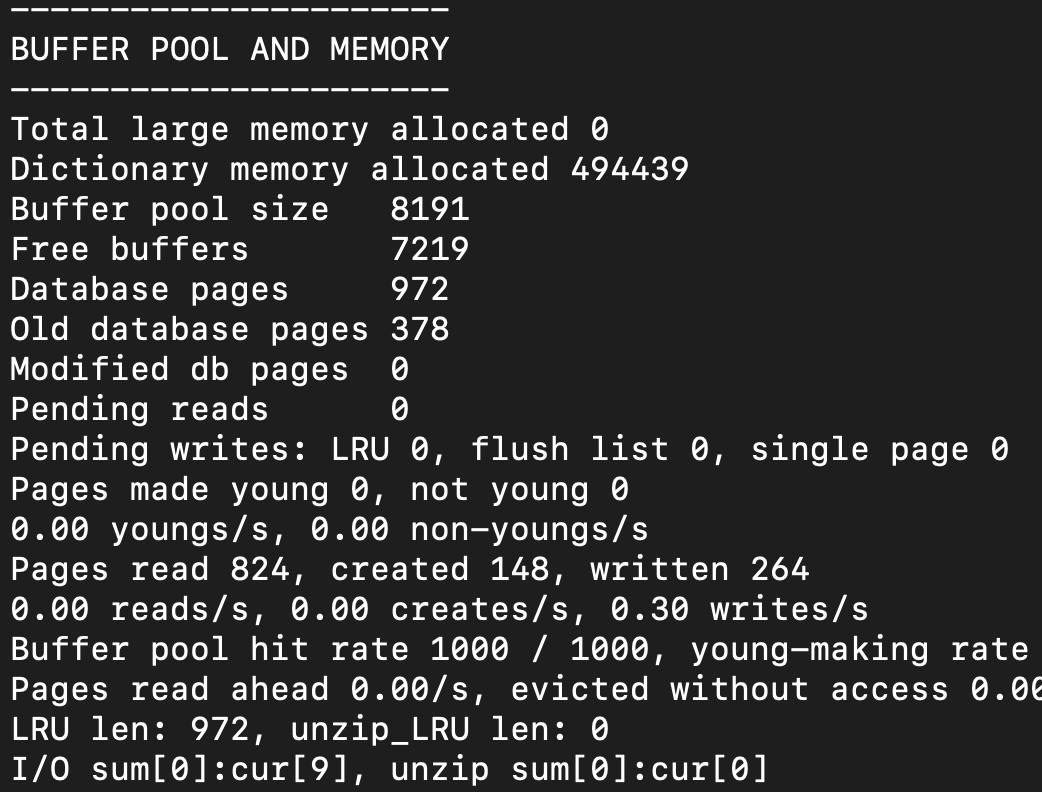 ----------------------
BUFFER POOL AND MEMORY
----------------------
Total large memory allocated 0
Dictionary memory allocated 494439
Buffer pool size   8191
Free buffers       7219
Database pages     972
Old database pages 378
Modified db pages  0
Pending reads      0
Pending writes: LRU 0, flush list 0, single page 0
Pages made young 0, not young 0
0.00 youngs/s, 0.00 non-youngs/s
Pages read 824, created 148, written 264
0.00 reads/s, 0.00 creates/s, 0.30 writes/s
Buffer pool hit rate 1000 / 1000, young-making rate
Pages read ahead 0.00/s, evicted without access 0.00
LRU len: 972, unzip_LRU len: 0
I/O sum[0]:cur[9], unzip sum[0]:cur[0]